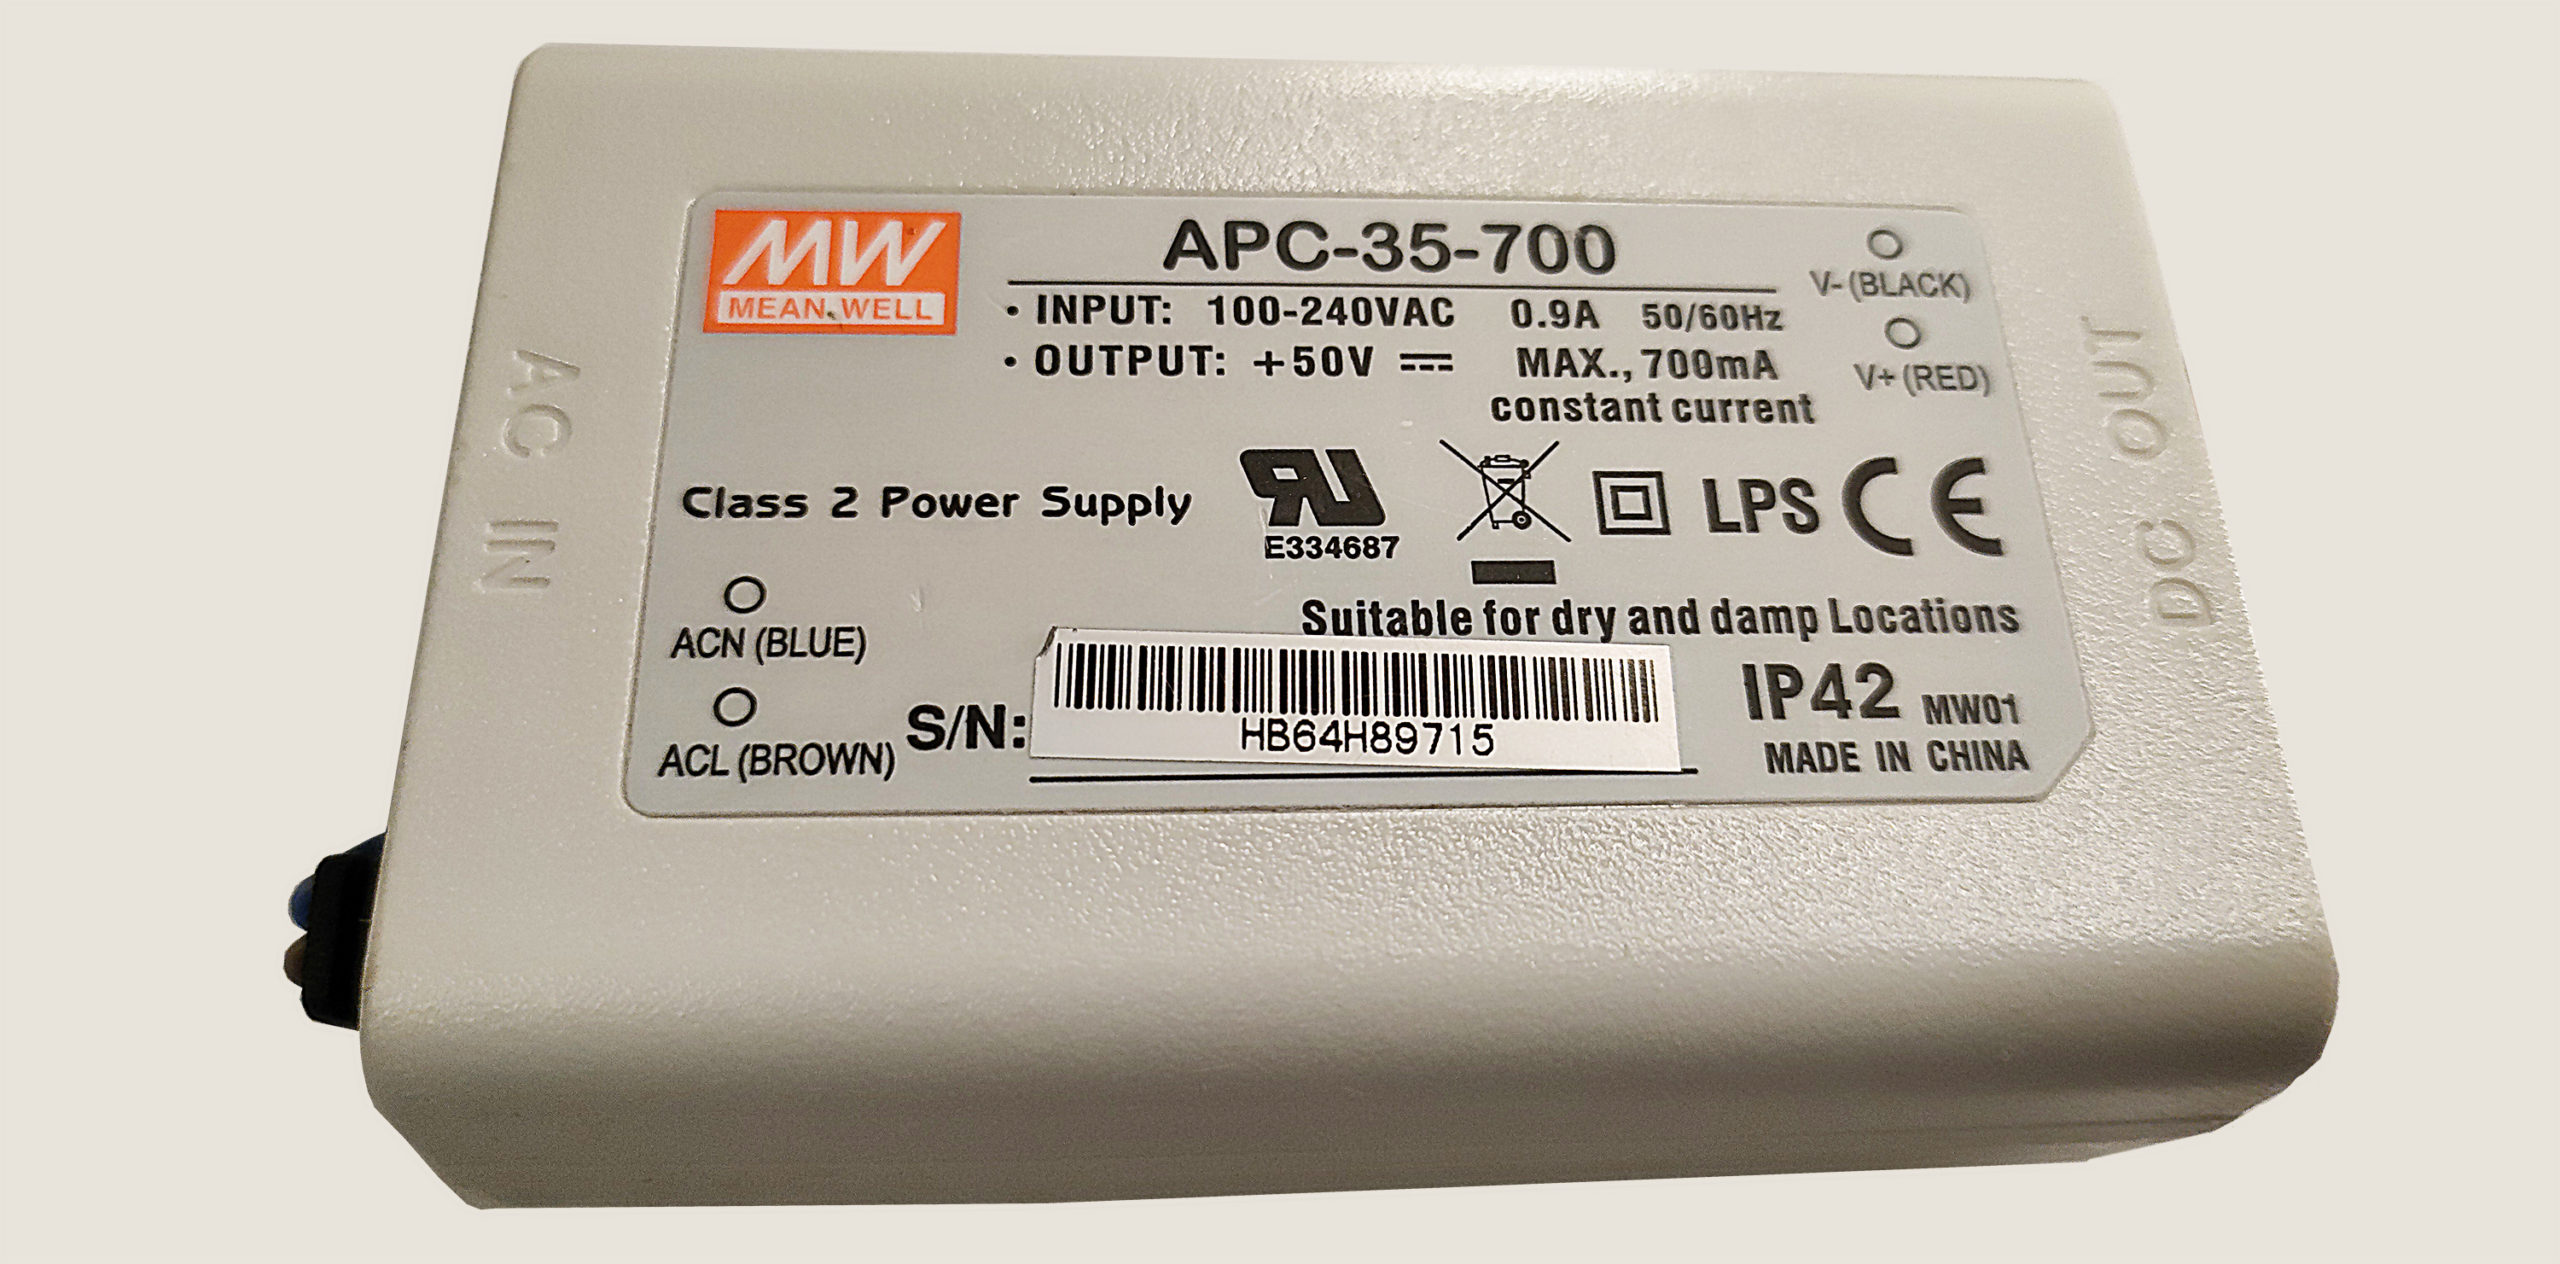 MW
MEAN WELL
APC-35-700
• INPUT: 100-240VAC 0.9A 50/60Hz
• OUTPUT: +50V MAX., 700mA
constant current
V- (BLACK)
V+ (RED)
AC IN
DC OUT
Class 2 Power Supply
E334687
LPS CE
Suitable for dry and damp Locations
ACN (BLUE)
ACL (BROWN)
S/N:
HB64H89715
IP42 MW01
MADE IN CHINA